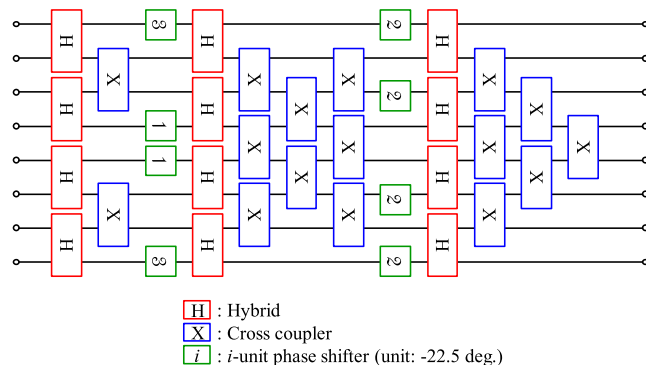 3
2
H
H
H
X
X
X
X
2
H
H
X
H
X
1
X
X
X
X
1
H
H
X
H
X
2
X
X
X
X
H
H
H
3
2
H : Hybrid
X : Cross coupler
i : i-unit phase shifter (unit: -22.5 deg.)